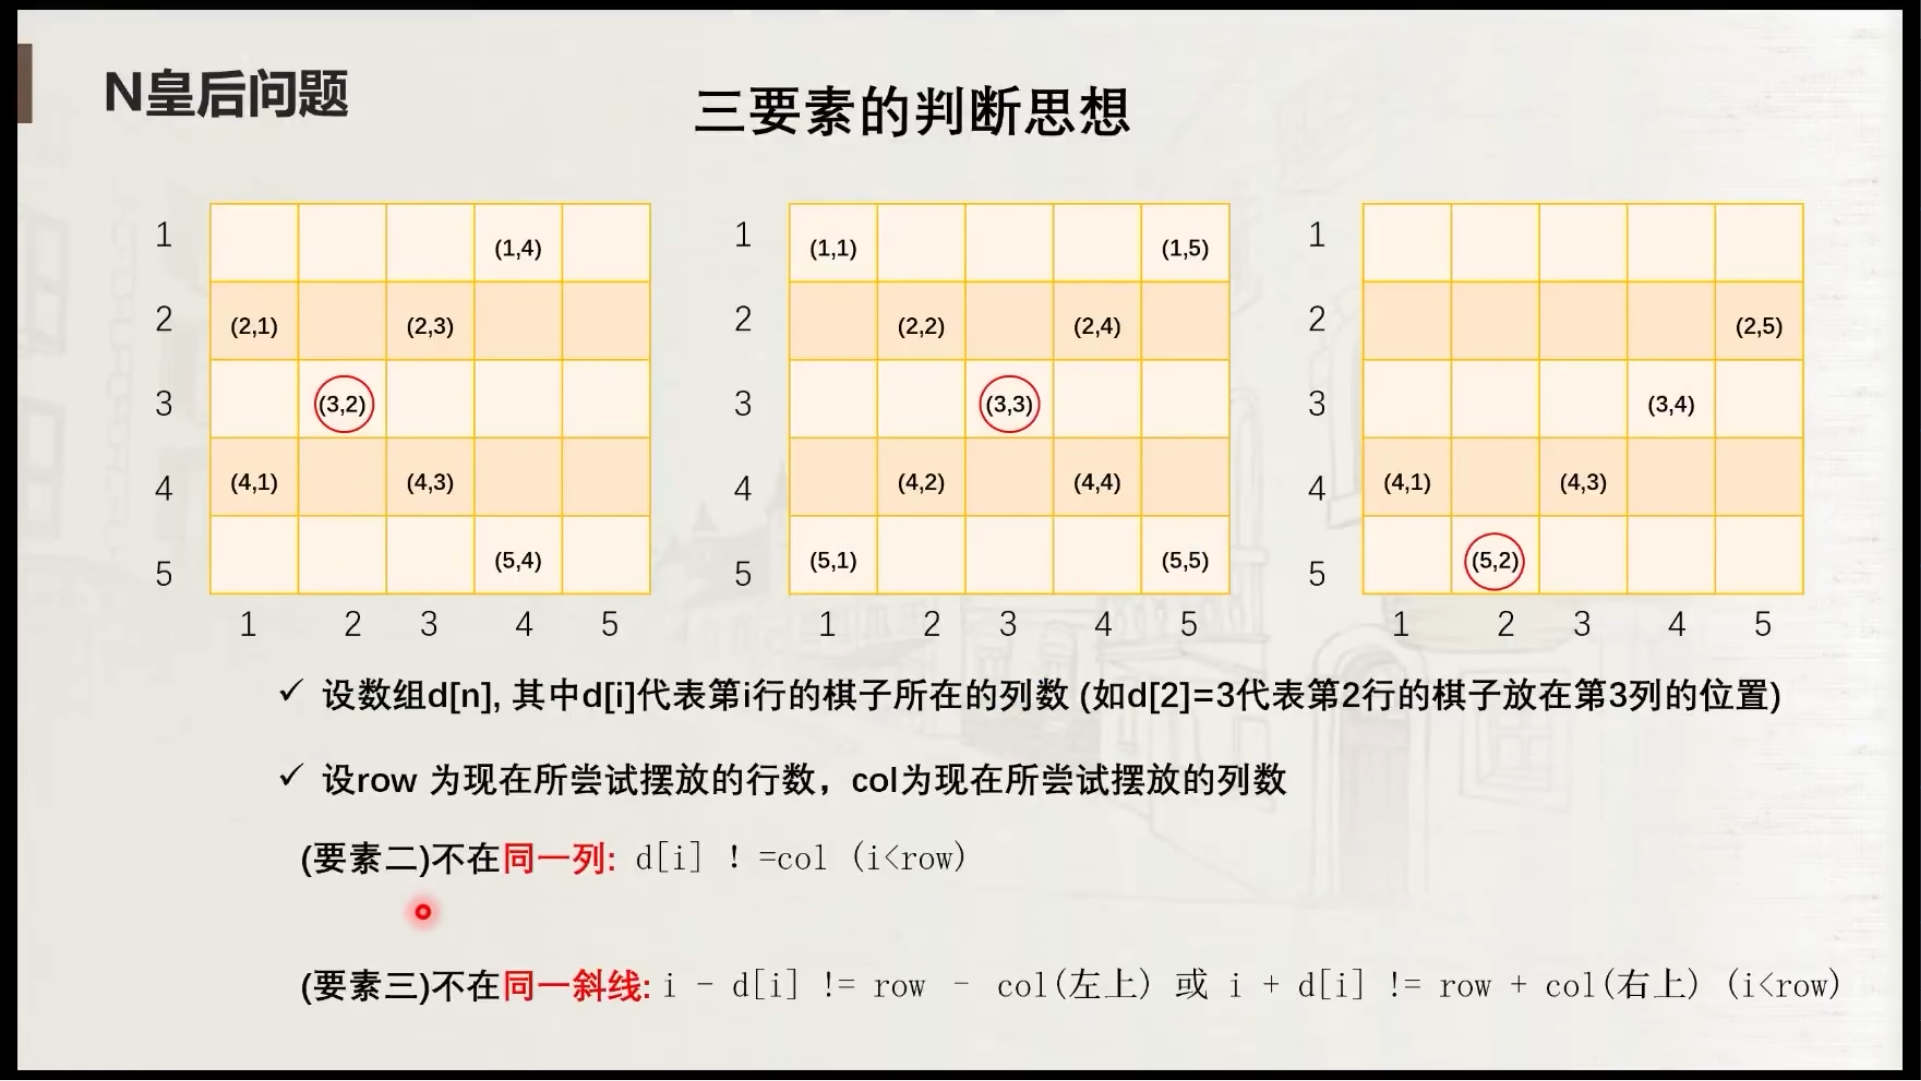 N皇后问题
三要素的判断思想
1 (1,4)
2 (2,1) (2,3)
3 (3,2)
4 (4,1) (4,3)
5 (5,4)
1 2 3 4 5
1 (1,1) (1,5)
2 (2,2) (2,4)
3 (3,3)
4 (4,2) (4,4)
5 (5,1) (5,5)
1 2 3 4 5
1
2 (2,5)
3 (3,4)
4 (4,1) (4,3)
5 (5,2)
1 2 3 4 5
✓ 设数组d[n], 其中d[i]代表第i行的棋子所在的列数 (如d[2]=3代表第2行的棋子放在第3列的位置)
✓ 设row 为现在所尝试摆放的行数，col为现在所尝试摆放的列数
(要素二)不在同一列: d[i] ！=col (i<row)
(要素三)不在同一斜线: i - d[i] != row - col(左上) 或 i + d[i] != row + col(右上) (i<row)